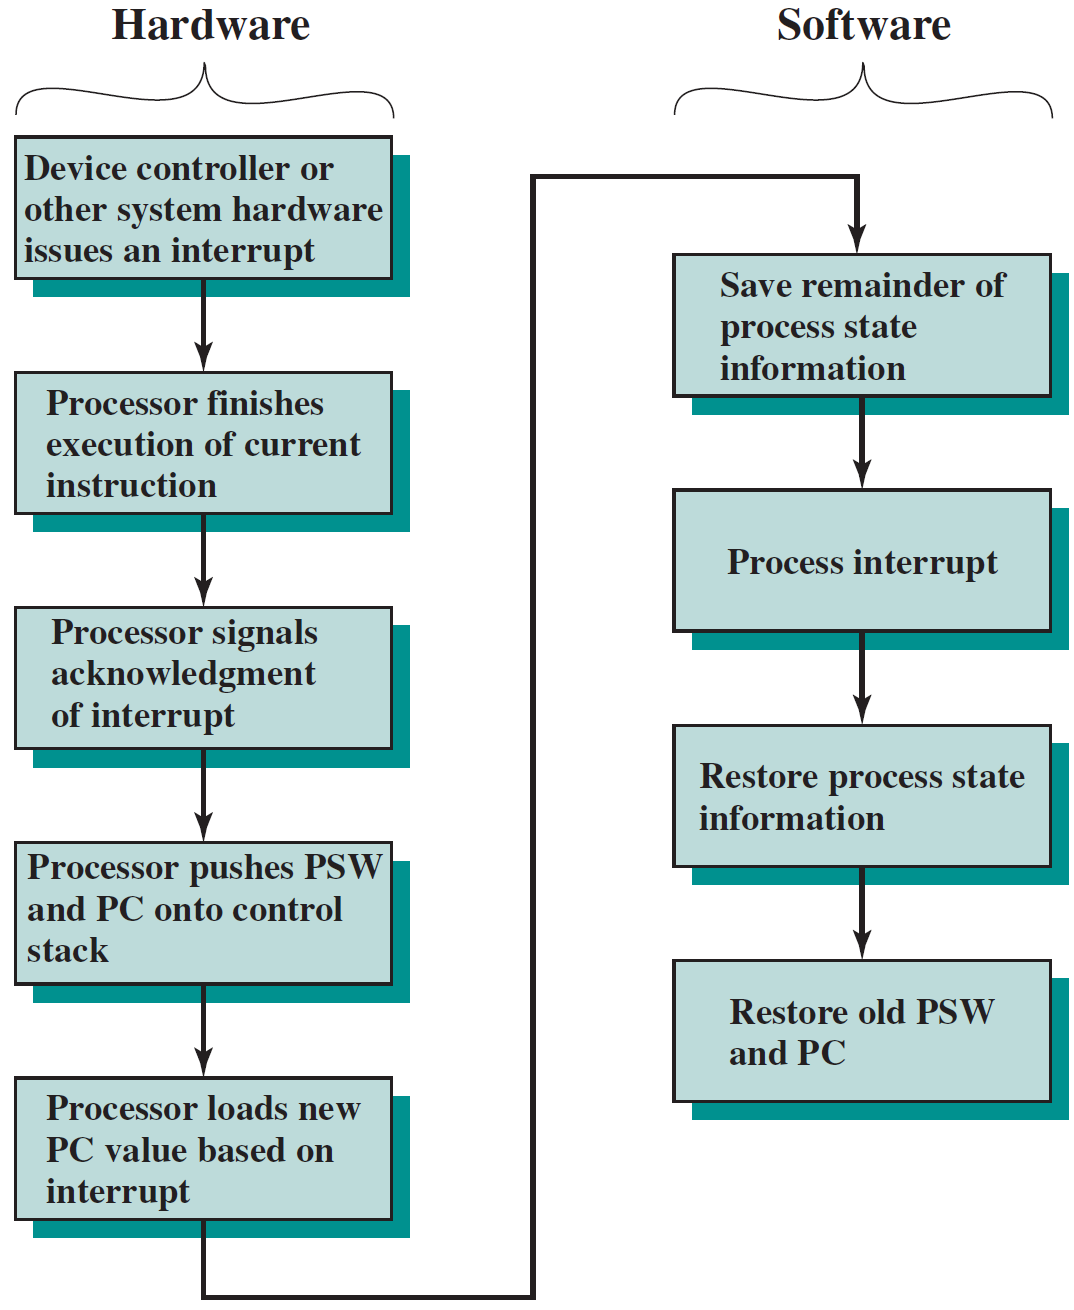 Hardware
Device controller or
other system hardware
issues an interrupt
Processor finishes
execution of current
instruction
Processor signals
acknowledgment
of interrupt
Processor pushes PSW
and PC onto control
stack
Processor loads new
PC value based on
interrupt
Software
Save remainder of
process state
information
Process interrupt
Restore process state
information
Restore old PSW
and PC